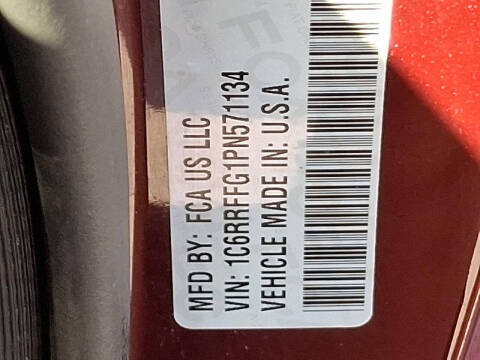 MFD BY: FCA US LLC
VIN: 1C6RRFFG1PN571134
VEHICLE MADE IN: U.S.A.